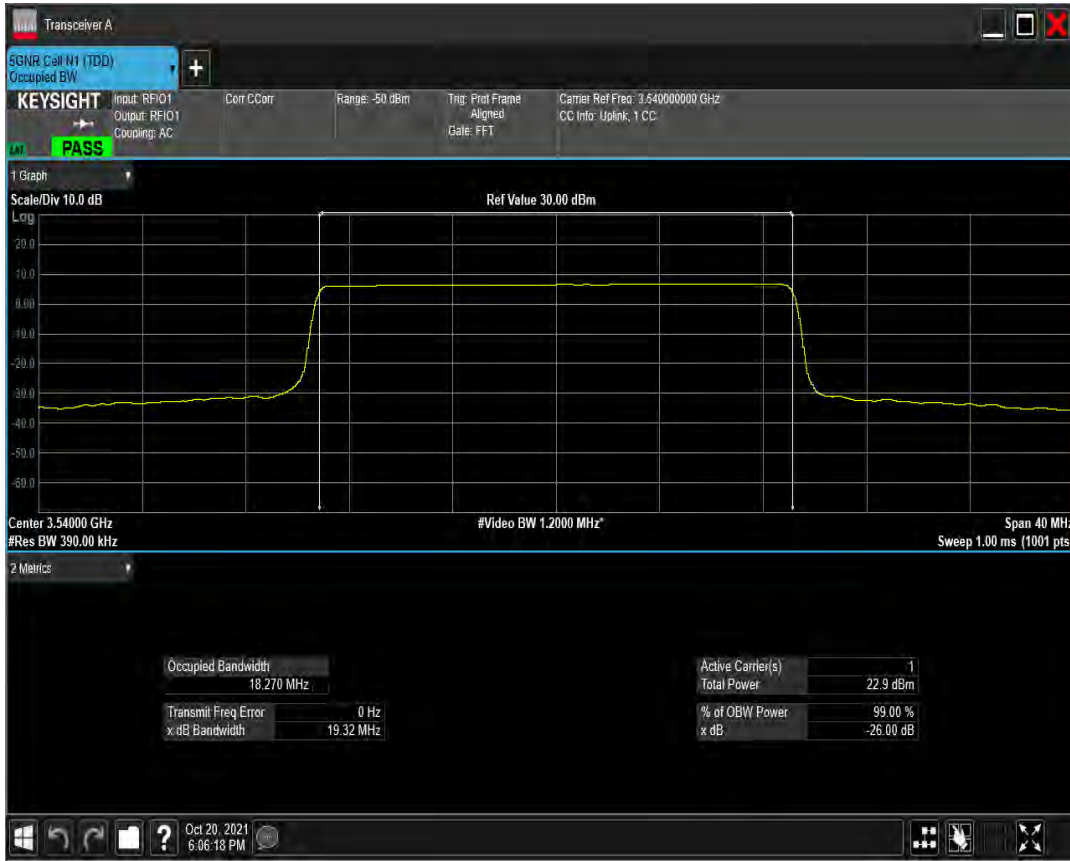 Transceiver A
5GNR Cell N1 (TDD)
Occupied BW
+
KEYSIGHT
PASS
Input: RFIO1
Output: RFIO1
Coupling: AC
Corr CCorr
Range: -50 dBm
Trig: Prot Frame
Aligned
Gate: FFT
Carrier Ref Freq: 3.540000000 GHz
CC Info: Uplink, 1 CC
1 Graph
Scale/Div 10.0 dB
Ref Value 30.00 dBm
Log
20.0
10.0
0.00
-10.0
-20.0
-30.0
-40.0
-50.0
-60.0
Center 3.54000 GHz
#Video BW 1.2000 MHz*
Span 40 MHz
#Res BW 390.00 kHz
Sweep 1.00 ms (1001 pts
2 Metrics
Occupied Bandwidth
18.270 MHz
Transmit Freq Error 0 Hz
x dB Bandwidth 19.32 MHz
Active Carrier(s) 1
Total Power 22.9 dBm
% of OBW Power 99.00 %
x dB -26.00 dB
?
Oct 20, 2021
6:06:18 PM